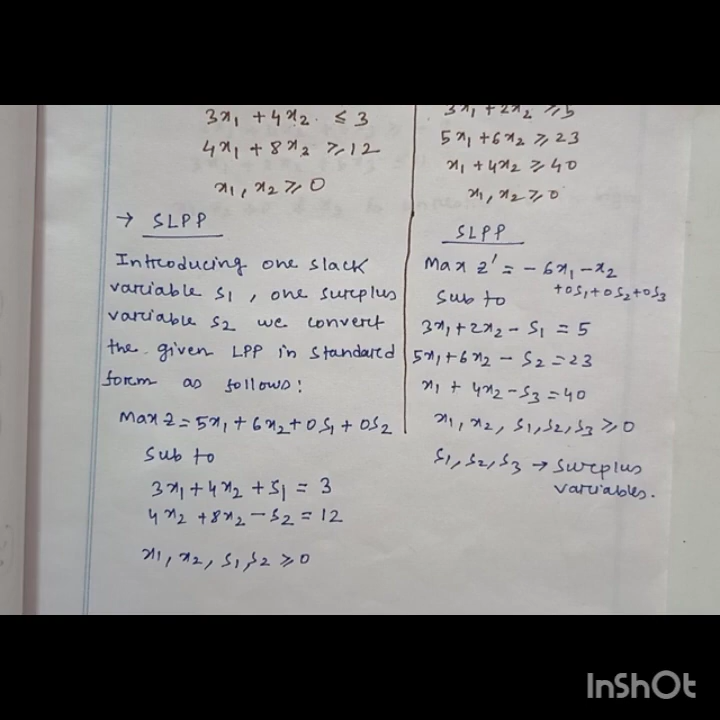 3x₁ + 4x₂ ≤ 3
4x₁ + 8x₂ ≥ 12
x₁, x₂ ≥ 0
→ SLPP
Introducing one slack
variable s₁, one surplus
variable s₂ we convert
the given LPP in standard
form as follows:
Max z = 5x₁ + 6x₂ + 0s₁ + 0s₂
Sub to
3x₁ + 4x₂ + s₁ = 3
4x₂ + 8x₂ - s₂ = 12
x₁, x₂, s₁, s₂ ≥ 0
3x₁ + 2x₂ ≥ 5
5x₁ + 6x₂ ≥ 23
x₁ + 4x₂ ≥ 40
x₁, x₂ ≥ 0
SLPP
Max z' = - 6x₁ - x₂
+ 0s₁ + 0s₂ + 0s₃
Sub to
3x₁ + 2x₂ - s₁ = 5
5x₁ + 6x₂ - s₂ = 23
x₁ + 4x₂ - s₃ = 40
x₁, x₂, s₁, s₂, s₃ ≥ 0
s₁, s₂, s₃ → surplus
variables.
InShOt